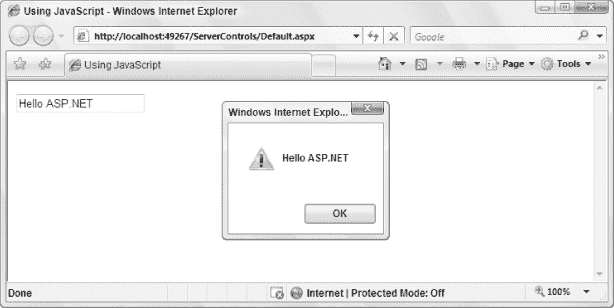 Using JavaScript - Windows Internet Explorer
http://localhost:49267/ServerControls/Default.aspx
Google
Using JavaScript
Page
Tools
Hello ASP.NET
Windows Internet Explo...
Hello ASP.NET
OK
Done
Internet | Protected Mode: Off
100%